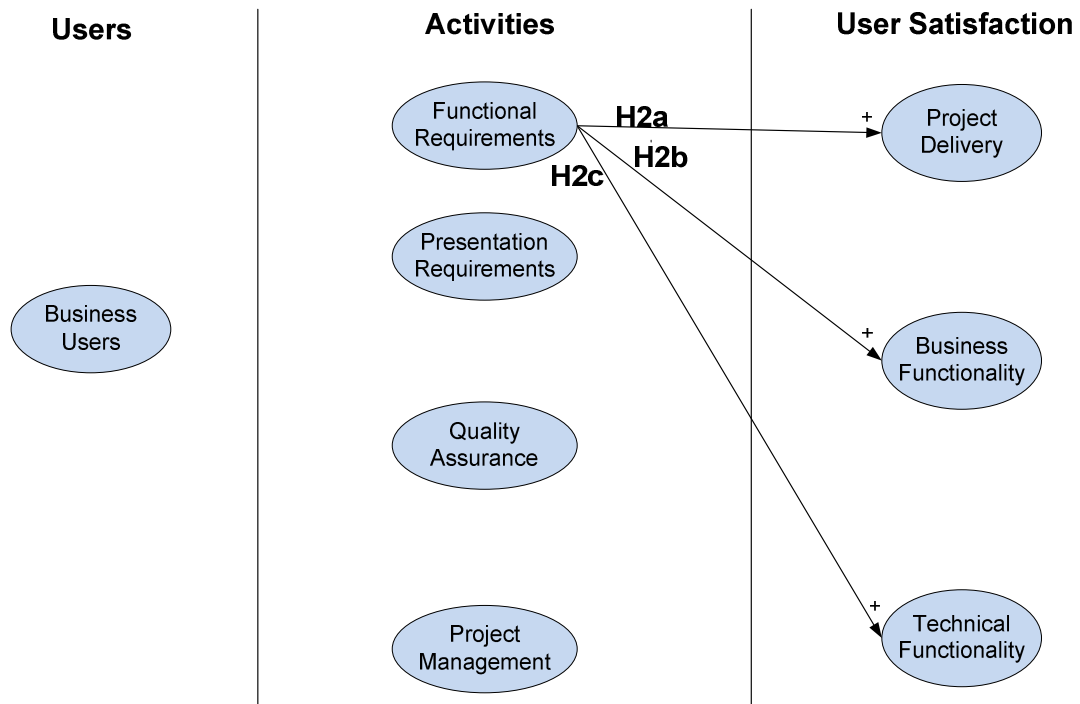 Users
Activities
User Satisfaction
Functional
Requirements
H2a
+
Project
Delivery
H2b
H2c
Presentation
Requirements
Business
Users
+
Business
Functionality
Quality
Assurance
+
Technical
Functionality
Project
Management